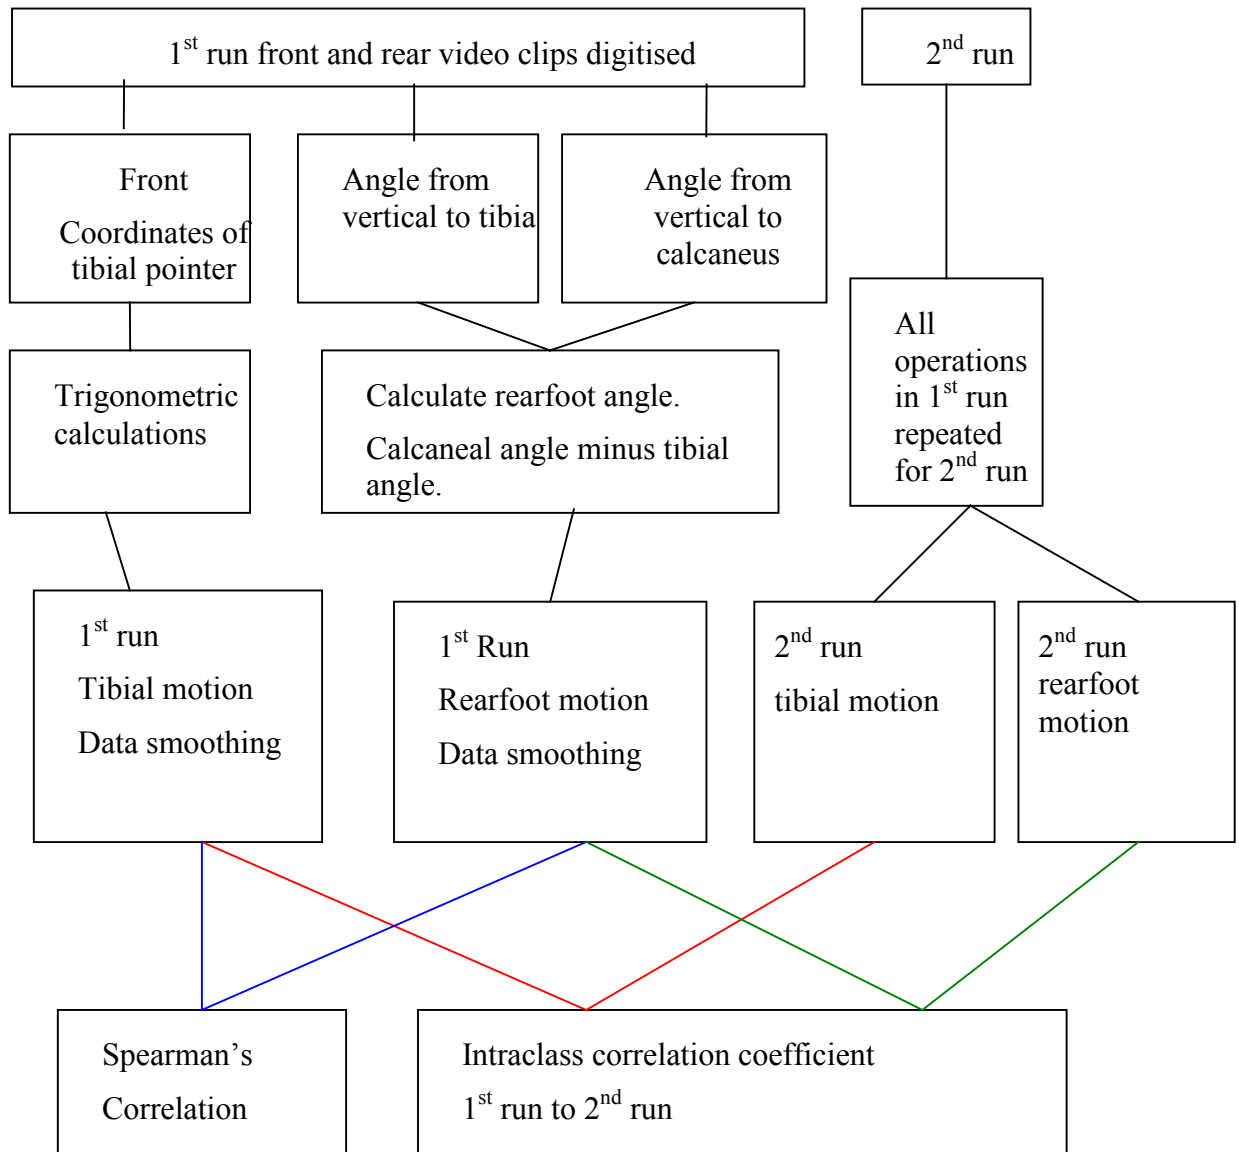 1st run front and rear video clips digitised
2nd run
Front
Coordinates of
tibial pointer
Angle from
vertical to tibia
Angle from
vertical to
calcaneus
Trigonometric
calculations
Calculate rearfoot angle.
Calcaneal angle minus tibial
angle.
All
operations
in 1st run
repeated
for 2nd run
1st run
Tibial motion
Data smoothing
1st Run
Rearfoot motion
Data smoothing
2nd run
tibial motion
2nd run
rearfoot
motion
Spearman’s
Correlation
Intraclass correlation coefficient
1st run to 2nd run